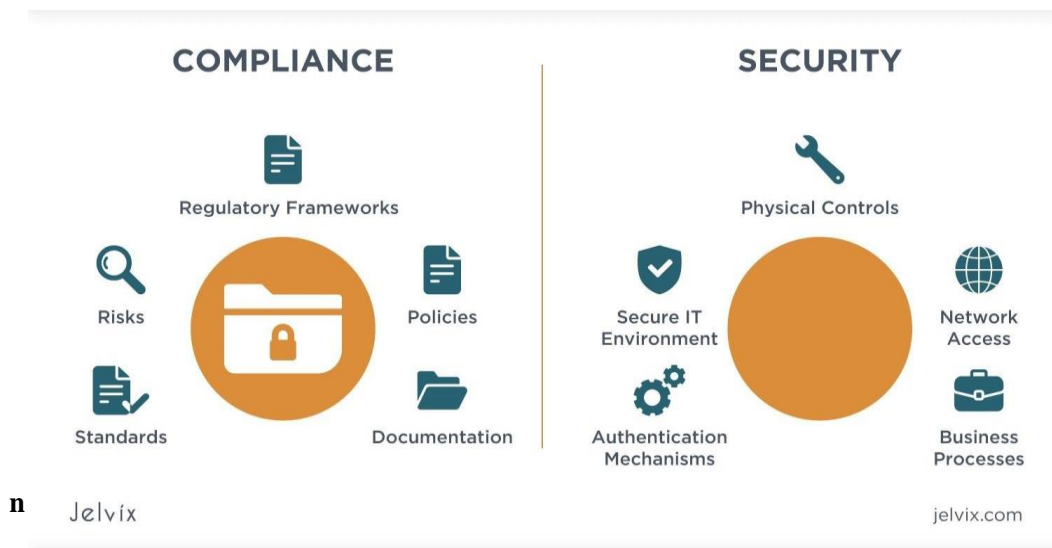 COMPLIANCE
Regulatory Frameworks
Risks
Policies
Standards
Documentation
SECURITY
Physical Controls
Secure IT
Environment
Network
Access
Authentication
Mechanisms
Business
Processes
n
Jelvix
jelvix.com